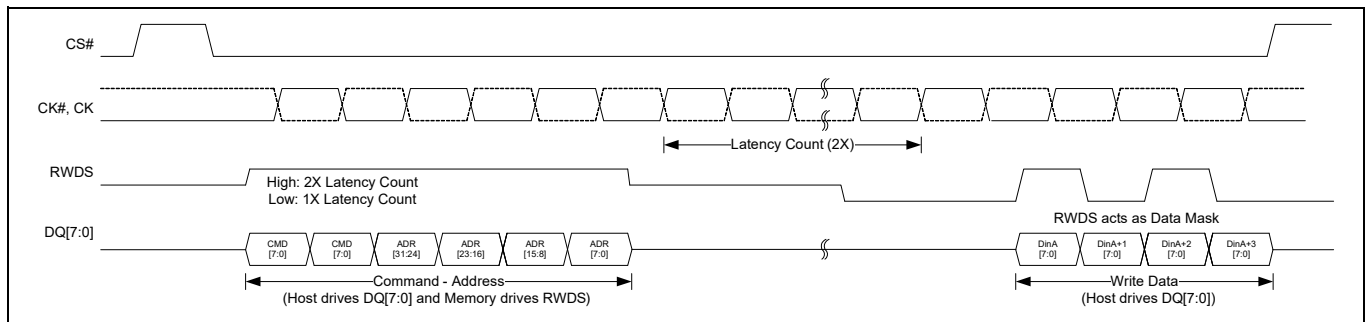 CS#
CK#, CK
Latency Count (2X)
RWDS
High: 2X Latency Count
Low: 1X Latency Count
RWDS acts as Data Mask
DQ[7:0]
CMD [7:0]
CMD [7:0]
ADR [31:24]
ADR [23:16]
ADR [15:8]
ADR [7:0]
DinA [7:0]
DinA+1 [7:0]
DinA+2 [7:0]
DinA+3 [7:0]
Command - Address
(Host drives DQ[7:0] and Memory drives RWDS)
Write Data
(Host drives DQ[7:0])